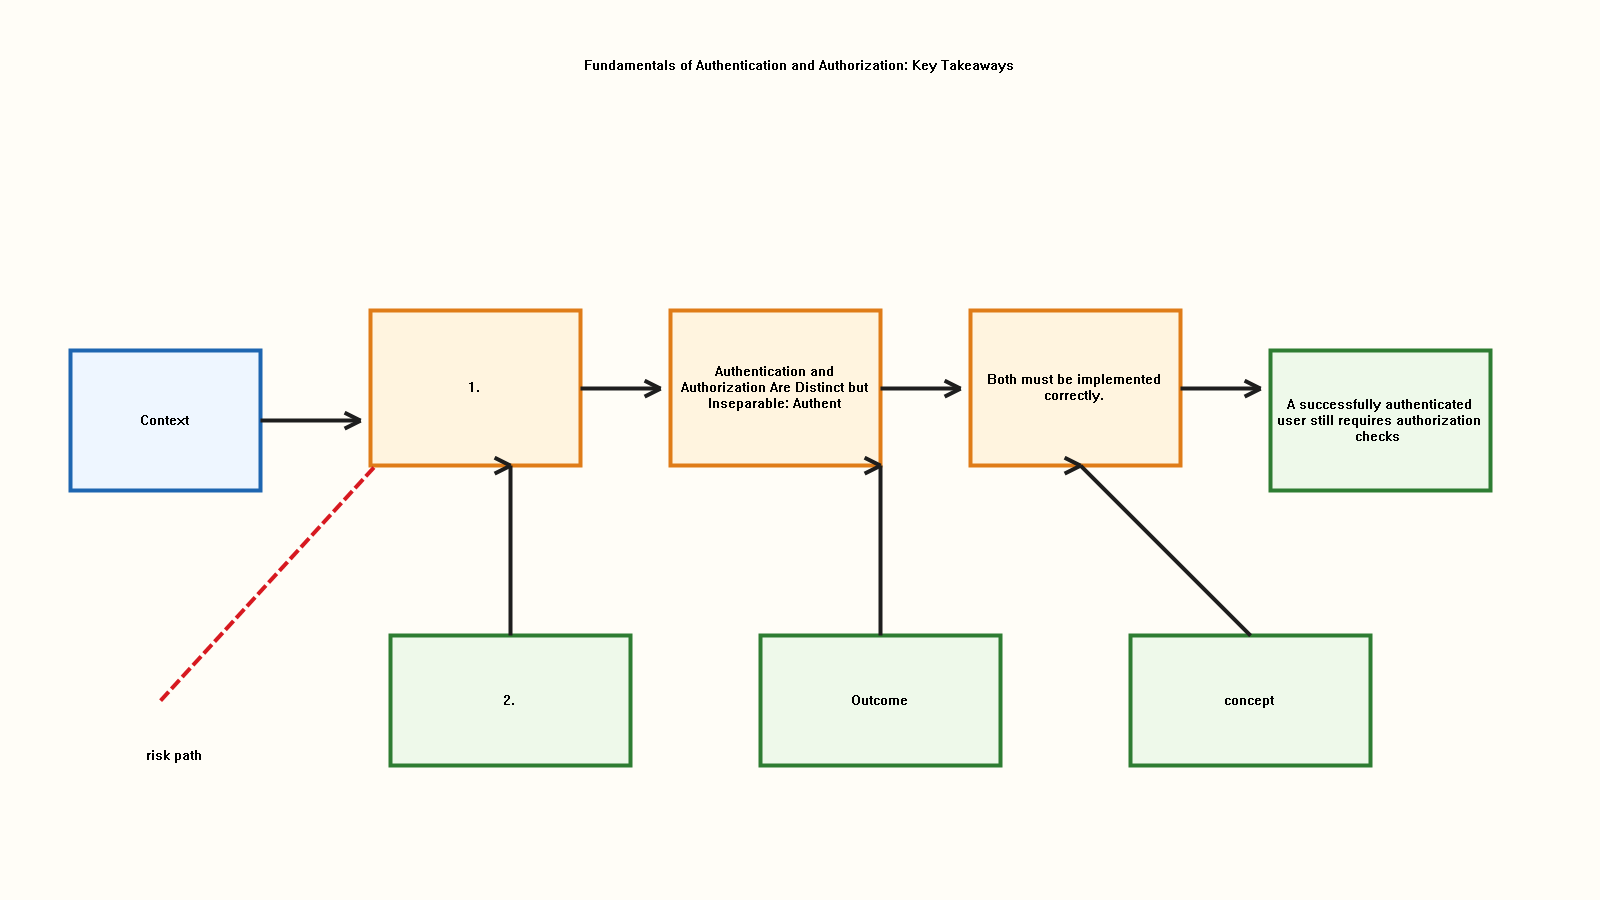 Fundamentals of Authentication and Authorization: Key Takeaways
Context
1.
Authentication and
Authorization Are Distinct but
Inseparable: Authent
Both must be implemented
correctly.
A successfully authenticated
user still requires authorization
checks
2.
Outcome
concept
risk path